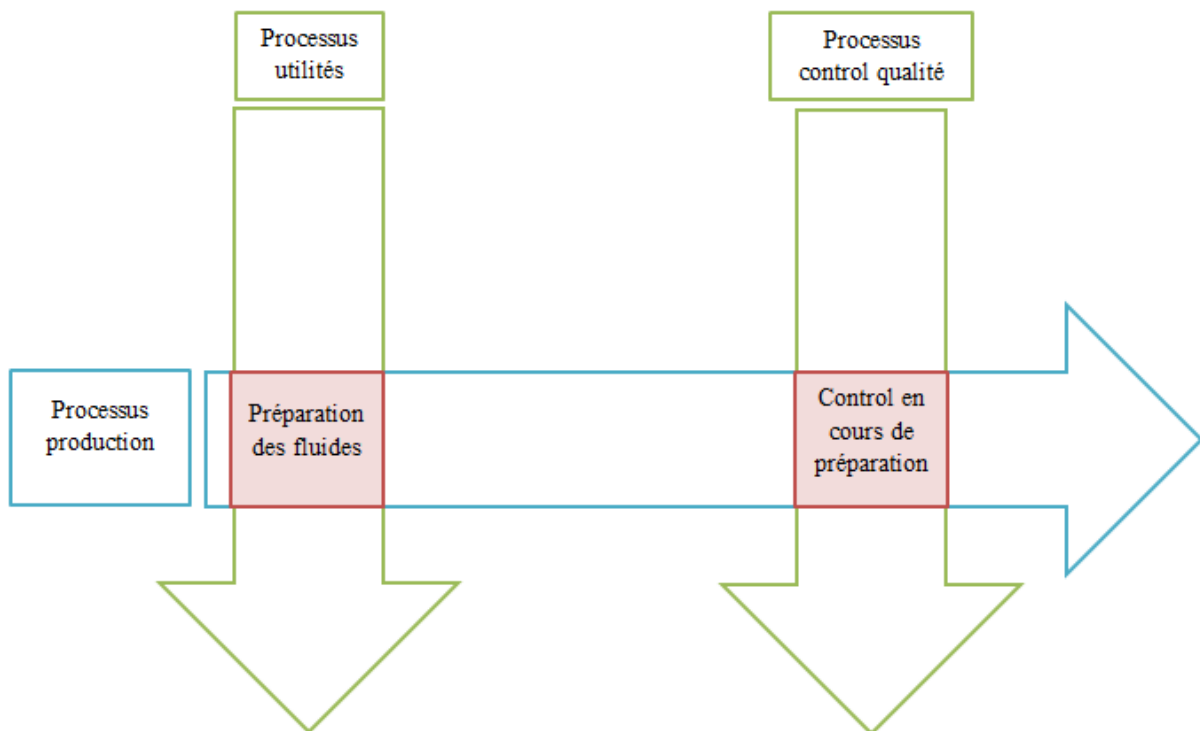 Processus
utilités
Processus
control qualité
Processus
production
Préparation
des fluides
Control en
cours de
préparation